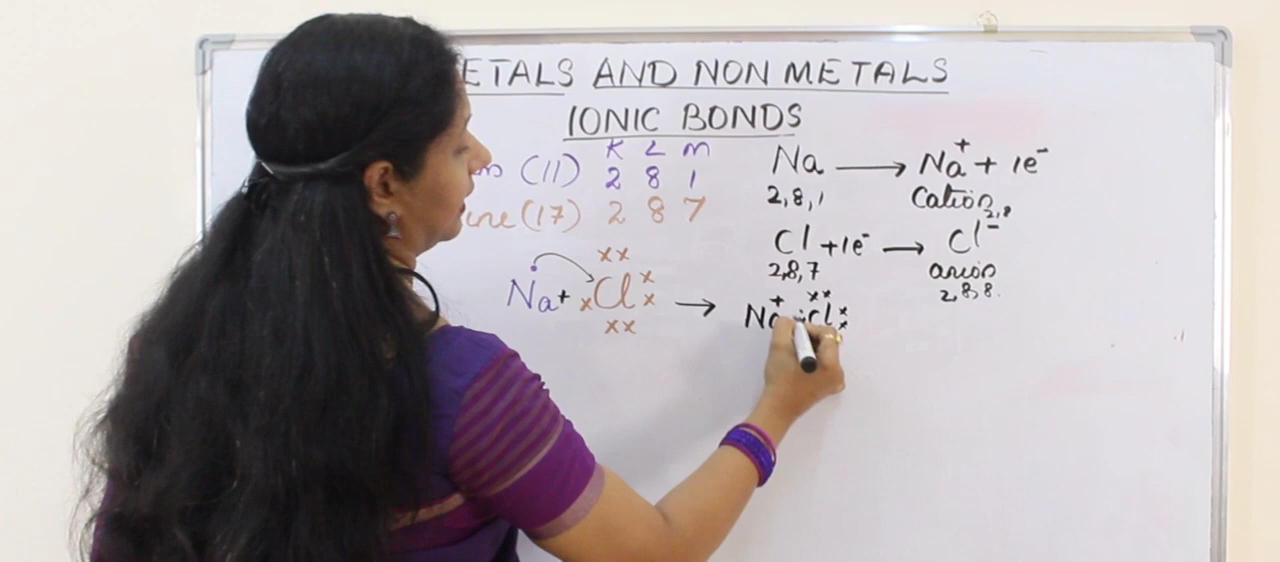 ETALS AND NON METALS
IONIC BONDS
K L M
(11) 2 8 1
ine (17) 2 8 7
Na → Na⁺ + 1e⁻
2,8,1 Cation 2,8
Cl + 1e⁻ → Cl⁻
2,8,7 anion
2,8,8.
Na + Cl → Na⁺ Cl